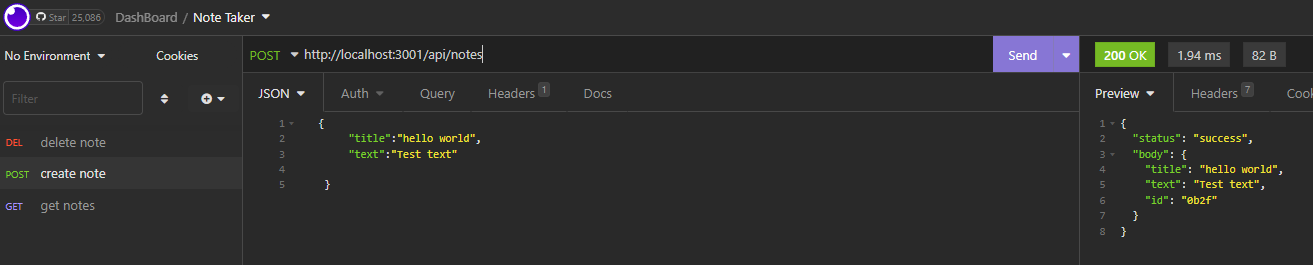 Star 25,086 DashBoard / Note Taker
No Environment Cookies
Filter
DEL delete note
POST create note
GET get notes
POST http://localhost:3001/api/notes Send
JSON Auth Query Headers 1 Docs
1 {
2 "title":"hello world",
3 "text":"Test text"
4
5 }
200 OK 1.94 ms 82 B
Preview Headers 7 Cook
1 {
2 "status": "success",
3 "body": {
4 "title": "hello world",
5 "text": "Test text",
6 "id": "0b2f"
7 }
8 }